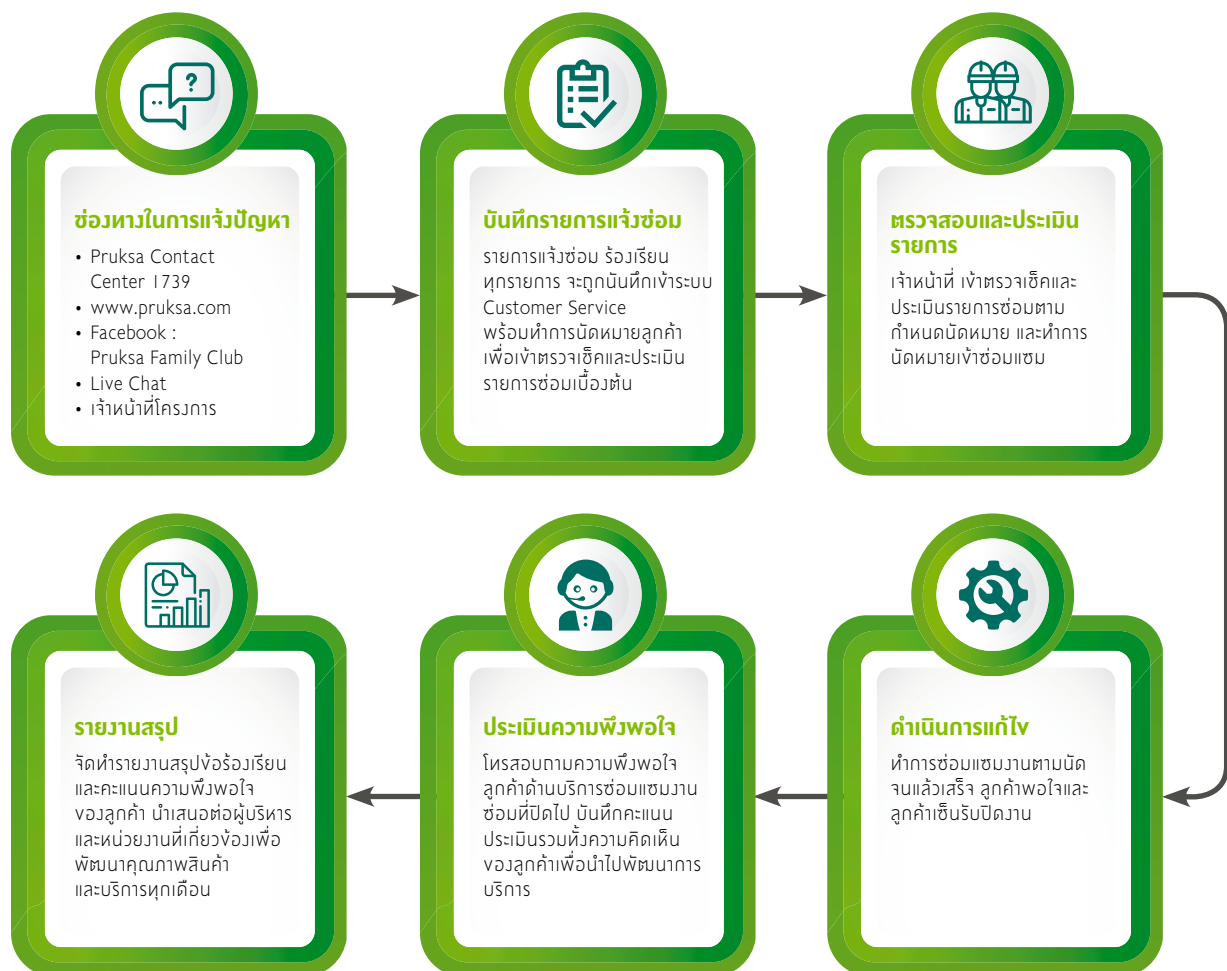 ช่องทางในการแจ้งปัญหา
• Pruksa Contact
Center 1739
• www.pruksa.com
• Facebook :
Pruksa Family Club
• Live Chat
• เจ้าหน้าที่โครงการ
บันทึกรายการแจ้งซ่อม
รายการแจ้งซ่อม ร้องเรียน
ทุกรายการ จะถูกนันทึกเข้าระบบ
Customer Service
พร้อมทำการนัดหมายลูกค้า
เพื่อเข้าตรวจเช็คและประเมิน
รายการซ่อมเบื้องต้น
ตรวจสอบและประเมิน
รายการ
เจ้าหน้าที่ เข้าตรวจเช็คและ
ประเมินรายการซ่อมตาม
กำหนดนัดหมาย และทำการ
นัดหมายเข้าซ่อมแซม
ดำเนินการแก้ไข
ทำการซ่อมแซมงานตามนัด
จนแล้วเสร็จ ลูกค้าพอใจและ
ลูกค้าเซ็นรับปิดงาน
ประเมินความพึงพอใจ
โทรสอบถามความพึงพอใจ
ลูกค้าด้านบริการซ่อมแซมงาน
ซ่อมที่ปิดไป บันทึกคะแนน
ประเมินรวมทั้งความคิดเห็น
ของลูกค้าเพื่อนำไปพัฒนาการ
บริการ
รายงานสรุป
จัดทำรายงานสรุปข้อร้องเรียน
และคะแนนความพึงพอใจ
ของลูกค้า นำเสนอต่อผู้บริหาร
และหน่วยงานที่เกี่ยวข้องเพื่อ
พัฒนาคุณภาพสินค้า
และบริการทุกเดือน